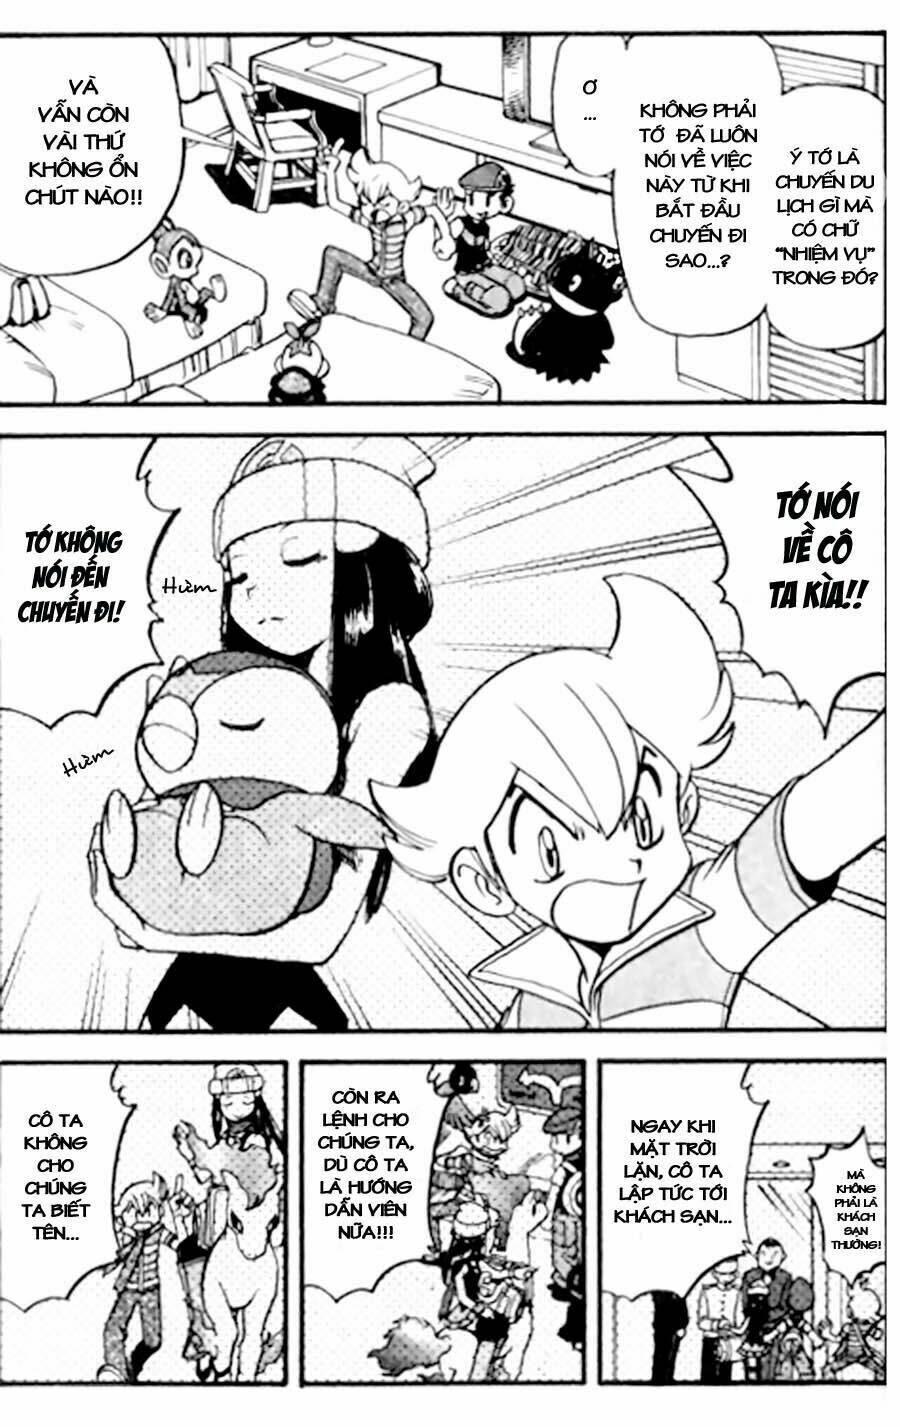 Ý TỚ LÀ
CHUYẾN DU
LỊCH GÌ MÀ
CÓ CHỮ
“NHIỆM VỤ”
TRONG ĐÓ?
KHÔNG PHẢI
TỚ ĐÃ LUÔN
NÓI VỀ VIỆC
NÀY TỪ KHI
BẮT ĐẦU
CHUYẾN ĐI
SAO...?
Ơ
...
VÀ
VẪN CÒN
VÀI THỨ
KHÔNG ỔN
CHÚT NÀO!!
TỚ NÓI
VỀ CÔ
TA KÌA!!
TỚ KHÔNG
NÓI ĐẾN
CHUYẾN ĐI!
Hừm
Hừm
MÀ
KHÔNG
PHẢI LÀ
KHÁCH
SẠN
THƯỜNG!
NGAY KHI
MẶT TRỜI
LẶN, CÔ TA
LẬP TỨC TỚI
KHÁCH SẠN...
CÒN RA
LỆNH CHO
CHÚNG TA,
DÙ CÔ TA
LÀ HƯỚNG
DẪN VIÊN
NỮA!!!
CÔ TA
KHÔNG
CHO
CHÚNG
TA BIẾT
TÊN...